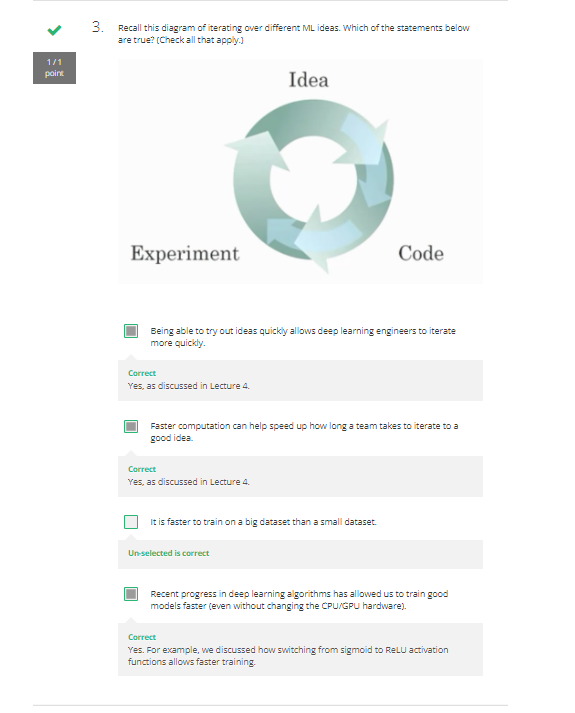 3. Recall this diagram of iterating over different ML ideas. Which of the statements below
are true? (Check all that apply.)
1 / 1
point
Idea
Experiment
Code
Being able to try out ideas quickly allows deep learning engineers to iterate
more quickly.
Correct
Yes, as discussed in Lecture 4.
Faster computation can help speed up how long a team takes to iterate to a
good idea.
Correct
Yes, as discussed in Lecture 4.
It is faster to train on a big dataset than a small dataset.
Un-selected is correct
Recent progress in deep learning algorithms has allowed us to train good
models faster (even without changing the CPU/GPU hardware).
Correct
Yes. For example, we discussed how switching from sigmoid to ReLU activation
functions allows faster training.